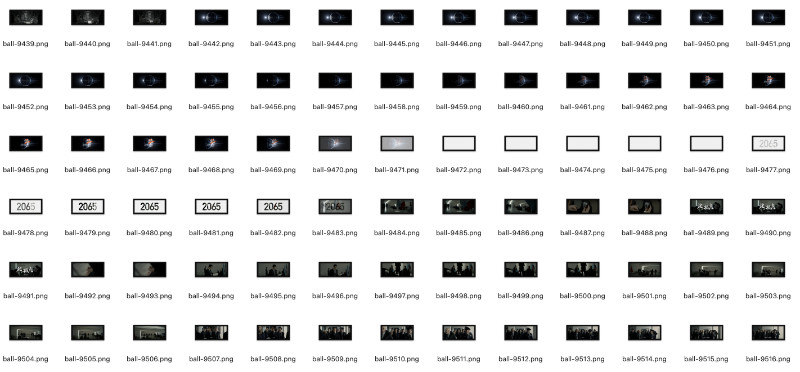 ball-9439.png ball-9440.png ball-9441.png ball-9442.png ball-9443.png ball-9444.png ball-9445.png ball-9446.png ball-9447.png ball-9448.png ball-9449.png ball-9450.png ball-9451.png
ball-9452.png ball-9453.png ball-9454.png ball-9455.png ball-9456.png ball-9457.png ball-9458.png ball-9459.png ball-9460.png ball-9461.png ball-9462.png ball-9463.png ball-9464.png
2065
ball-9465.png ball-9466.png ball-9467.png ball-9468.png ball-9469.png ball-9470.png ball-9471.png ball-9472.png ball-9473.png ball-9474.png ball-9475.png ball-9476.png ball-9477.png
2065 2065 2065 2065 2065 2065
ball-9478.png ball-9479.png ball-9480.png ball-9481.png ball-9482.png ball-9483.png ball-9484.png ball-9485.png ball-9486.png ball-9487.png ball-9488.png ball-9489.png ball-9490.png
ball-9491.png ball-9492.png ball-9493.png ball-9494.png ball-9495.png ball-9496.png ball-9497.png ball-9498.png ball-9499.png ball-9500.png ball-9501.png ball-9502.png ball-9503.png
ball-9504.png ball-9505.png ball-9506.png ball-9507.png ball-9508.png ball-9509.png ball-9510.png ball-9511.png ball-9512.png ball-9513.png ball-9514.png ball-9515.png ball-9516.png